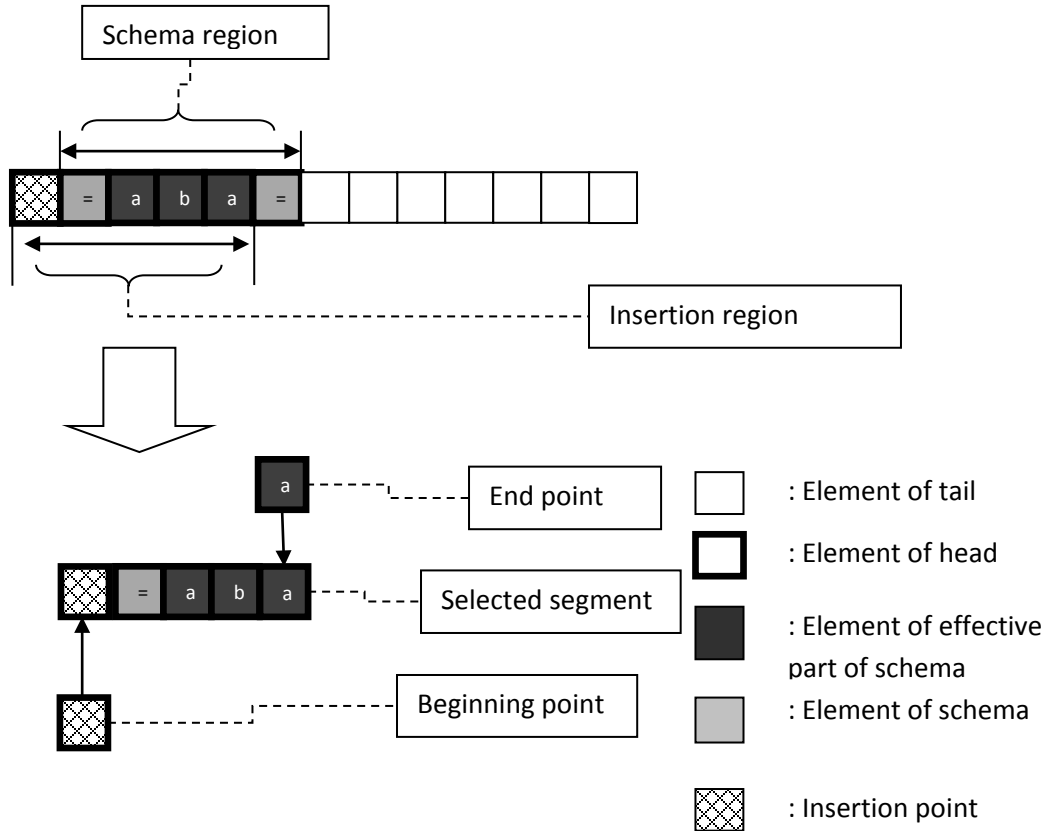 Schema region
= a b a =
Insertion region
a
End point
: Element of tail
: Element of head
= a b a
Selected segment
: Element of effective
part of schema
Beginning point
: Element of schema
: Insertion point